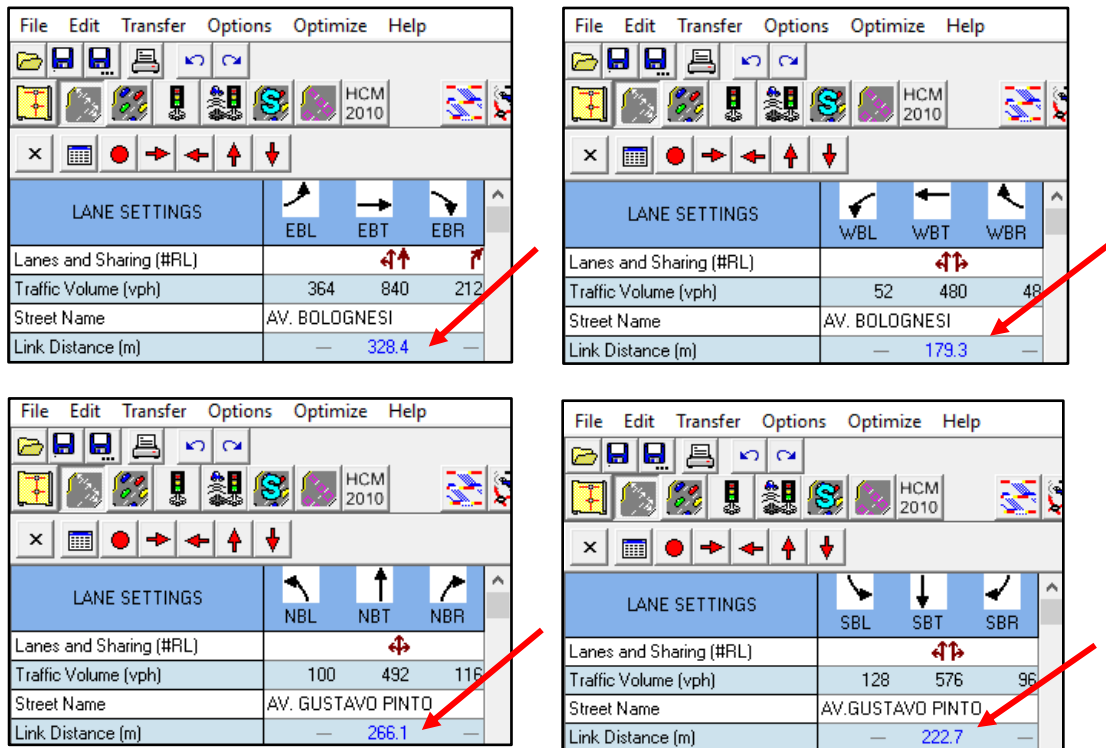 File Edit Transfer Options Optimize Help
HCM
2010
LANE SETTINGS
EBL EBT EBR
Lanes and Sharing (#RL)
Traffic Volume (vph) 364 840 212
Street Name AV. BOLOGNESI
Link Distance (m) — 328.4 —
File Edit Transfer Options Optimize Help
HCM
2010
LANE SETTINGS
WBL WBT WBR
Lanes and Sharing (#RL)
Traffic Volume (vph) 52 480 48
Street Name AV. BOLOGNESI
Link Distance (m) — 179.3 —
File Edit Transfer Options Optimize Help
HCM
2010
LANE SETTINGS
NBL NBT NBR
Lanes and Sharing (#RL)
Traffic Volume (vph) 100 492 116
Street Name AV. GUSTAVO PINTO
Link Distance (m) — 266.1 —
File Edit Transfer Options Optimize Help
HCM
2010
LANE SETTINGS
SBL SBT SBR
Lanes and Sharing (#RL)
Traffic Volume (vph) 128 576 96
Street Name AV.GUSTAVO PINTO
Link Distance (m) — 222.7 —